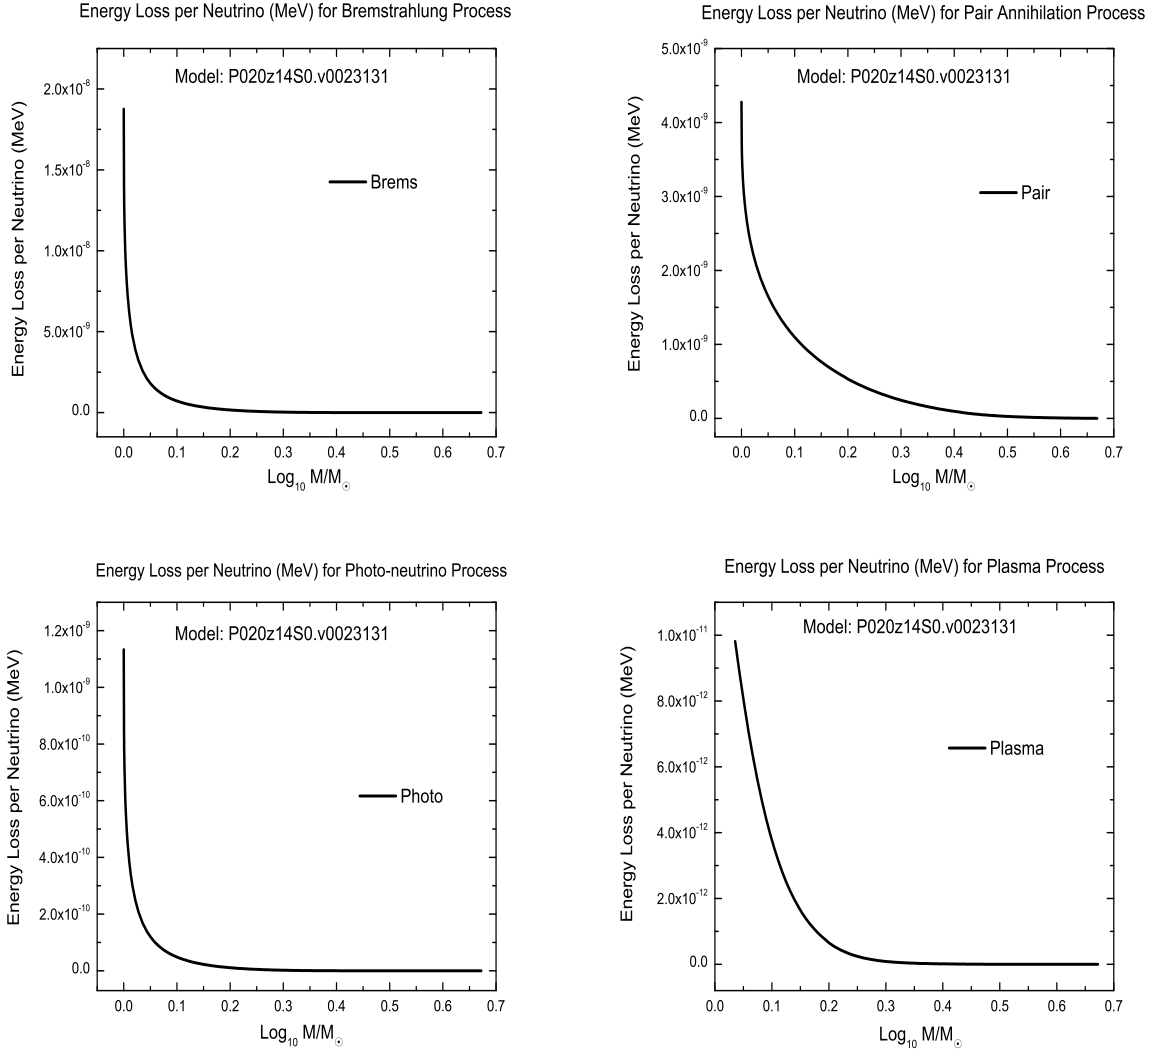 Energy Loss per Neutrino (MeV) for Bremstrahlung Process
Model: P020z14S0.v0023131
Brems
Energy Loss per Neutrino (MeV)
2.0x10⁻⁸
1.5x10⁻⁸
1.0x10⁻⁸
5.0x10⁻⁹
0.0
0.0 0.1 0.2 0.3 0.4 0.5 0.6 0.7
Log₁₀ M/M☉
Energy Loss per Neutrino (MeV) for Pair Annihilation Process
Model: P020z14S0.v0023131
Pair
Energy Loss per Neutrino (MeV)
5.0x10⁻⁹
4.0x10⁻⁹
3.0x10⁻⁹
2.0x10⁻⁹
1.0x10⁻⁹
0.0
0.0 0.1 0.2 0.3 0.4 0.5 0.6 0.7
Log₁₀ M/M☉
Energy Loss per Neutrino (MeV) for Photo-neutrino Process
Model: P020z14S0.v0023131
Photo
Energy Loss per Neutrino (MeV)
1.2x10⁻⁹
1.0x10⁻⁹
8.0x10⁻¹⁰
6.0x10⁻¹⁰
4.0x10⁻¹⁰
2.0x10⁻¹⁰
0.0
0.0 0.1 0.2 0.3 0.4 0.5 0.6 0.7
Log₁₀ M/M☉
Energy Loss per Neutrino (MeV) for Plasma Process
Model: P020z14S0.v0023131
Plasma
Energy Loss per Neutrino (MeV)
1.0x10⁻¹¹
8.0x10⁻¹²
6.0x10⁻¹²
4.0x10⁻¹²
2.0x10⁻¹²
0.0
0.0 0.1 0.2 0.3 0.4 0.5 0.6 0.7
Log₁₀ M/M☉